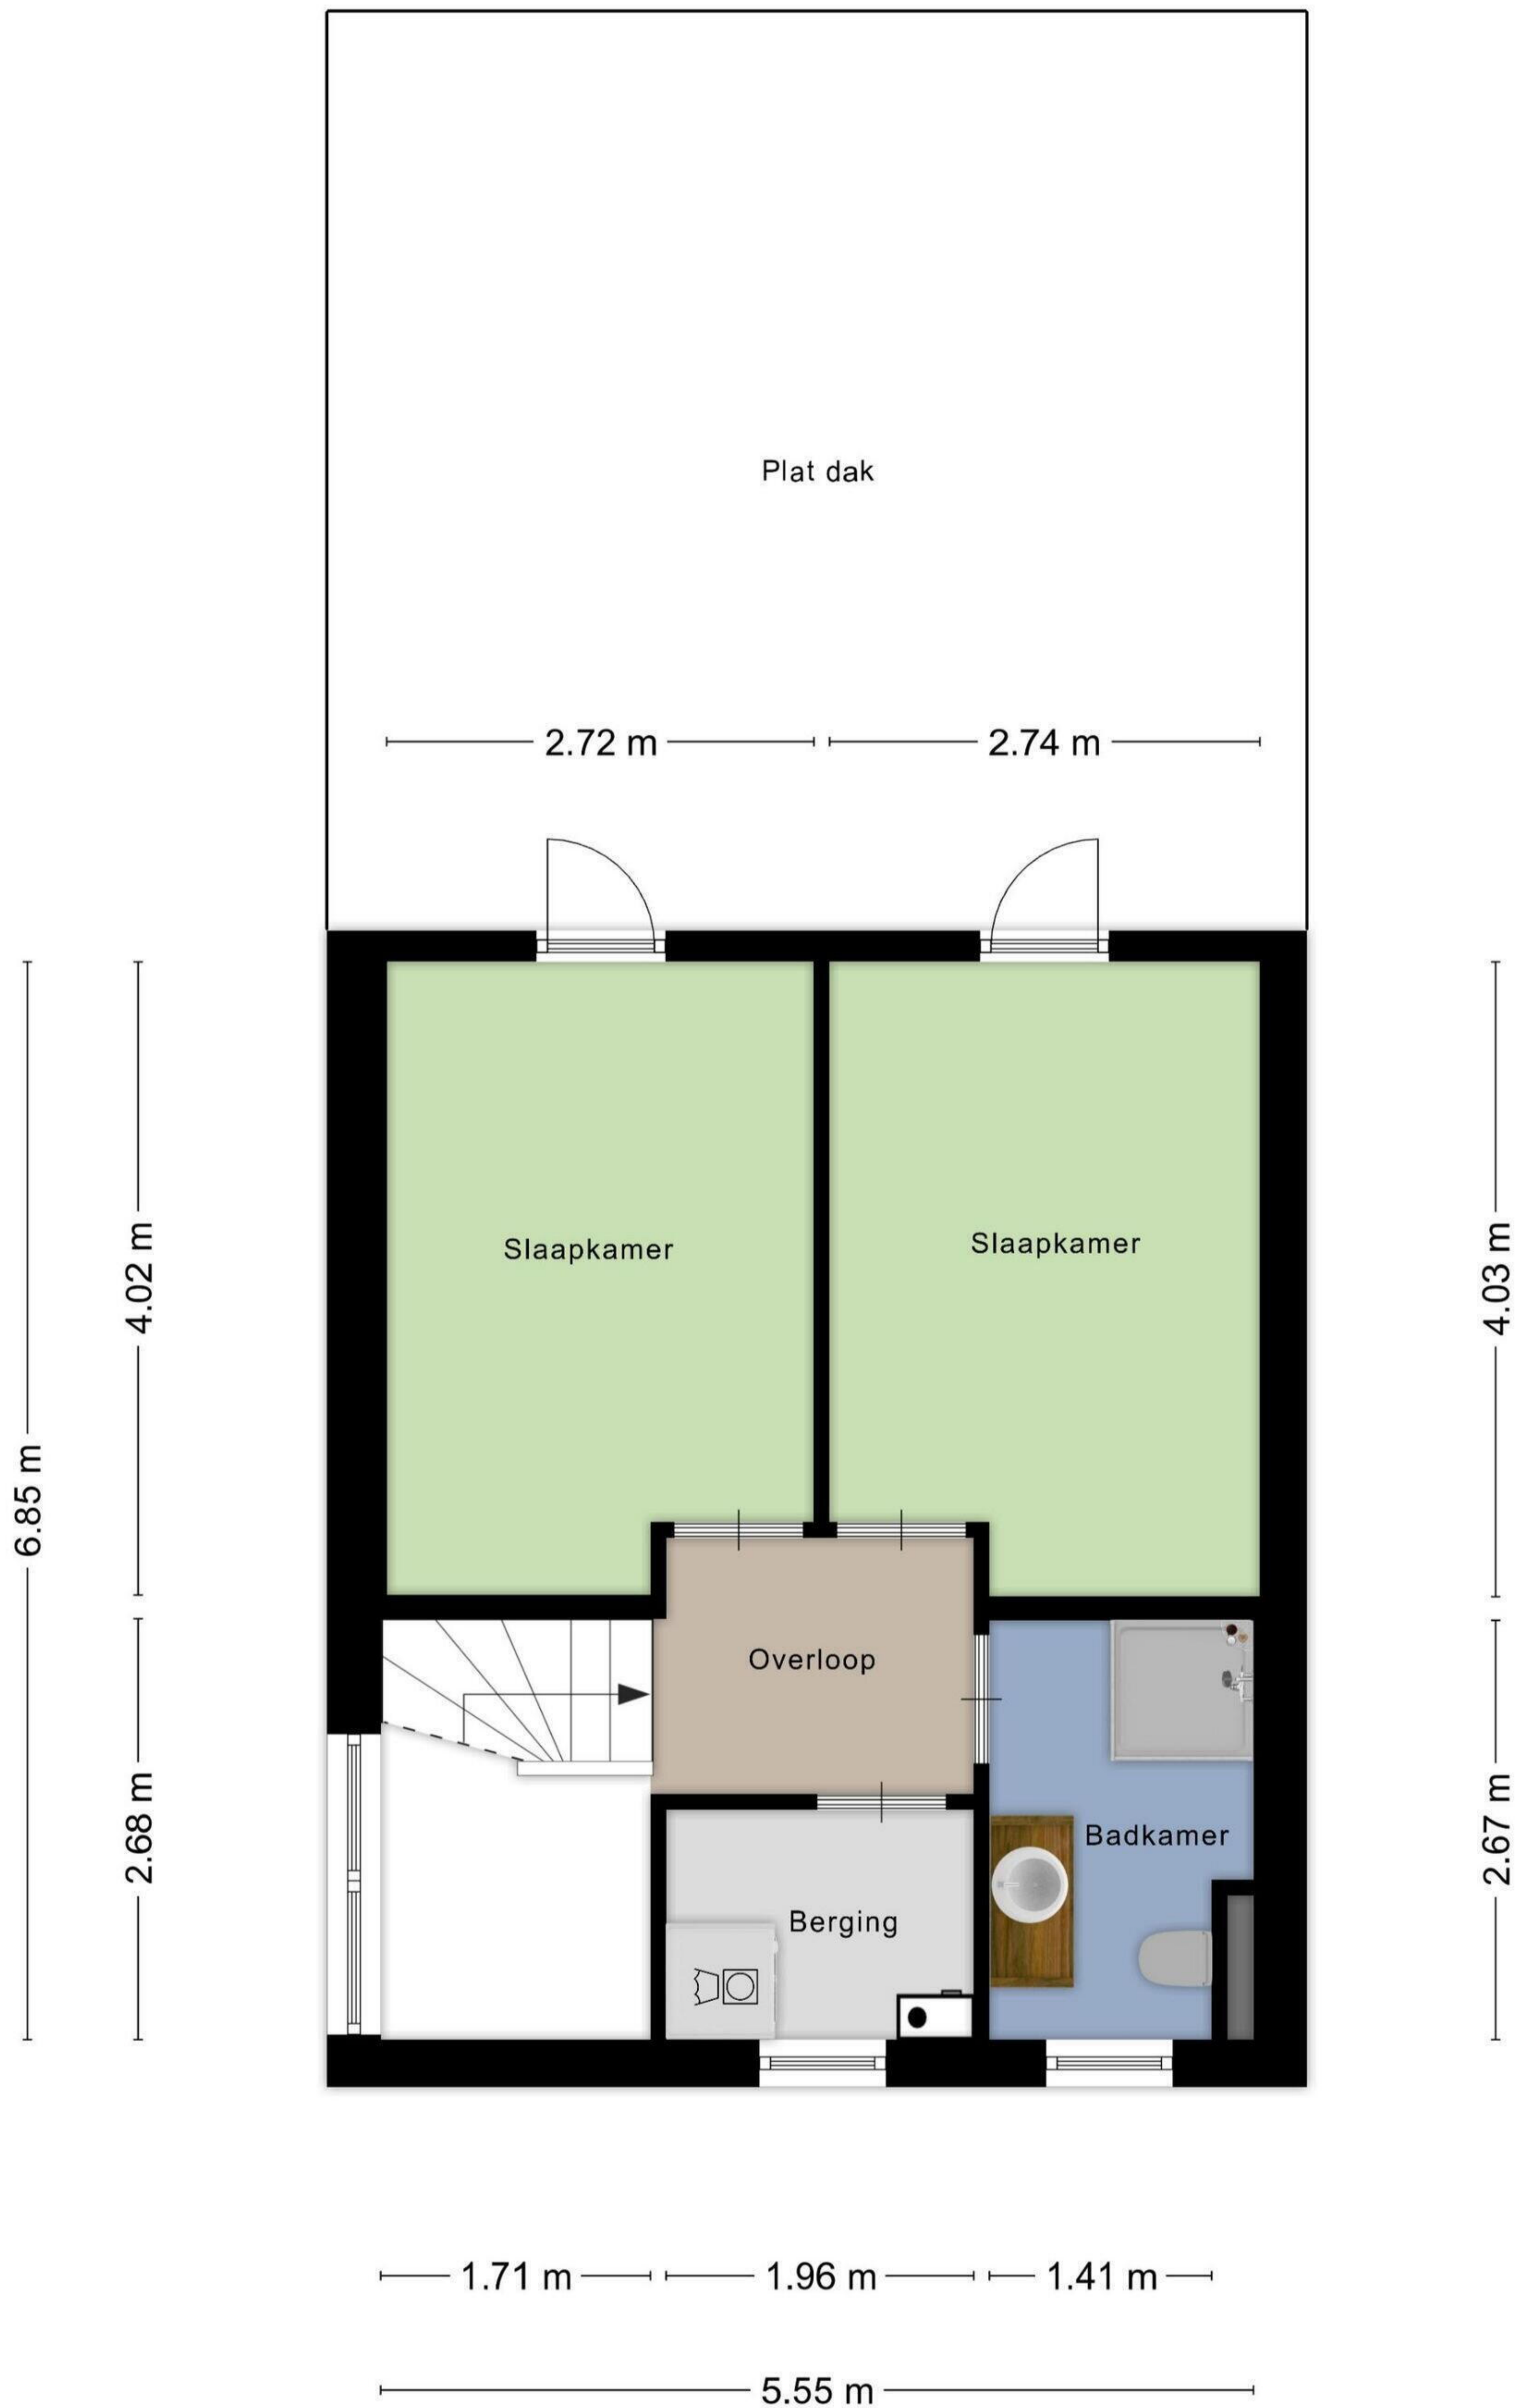 Plat dak
2.72 m
2.74 m
Slaapkamer
Slaapkamer
4.02 m
4.03 m
6.85 m
Overloop
Badkamer
2.68 m
2.67 m
Berging
1.71 m
1.96 m
1.41 m
5.55 m